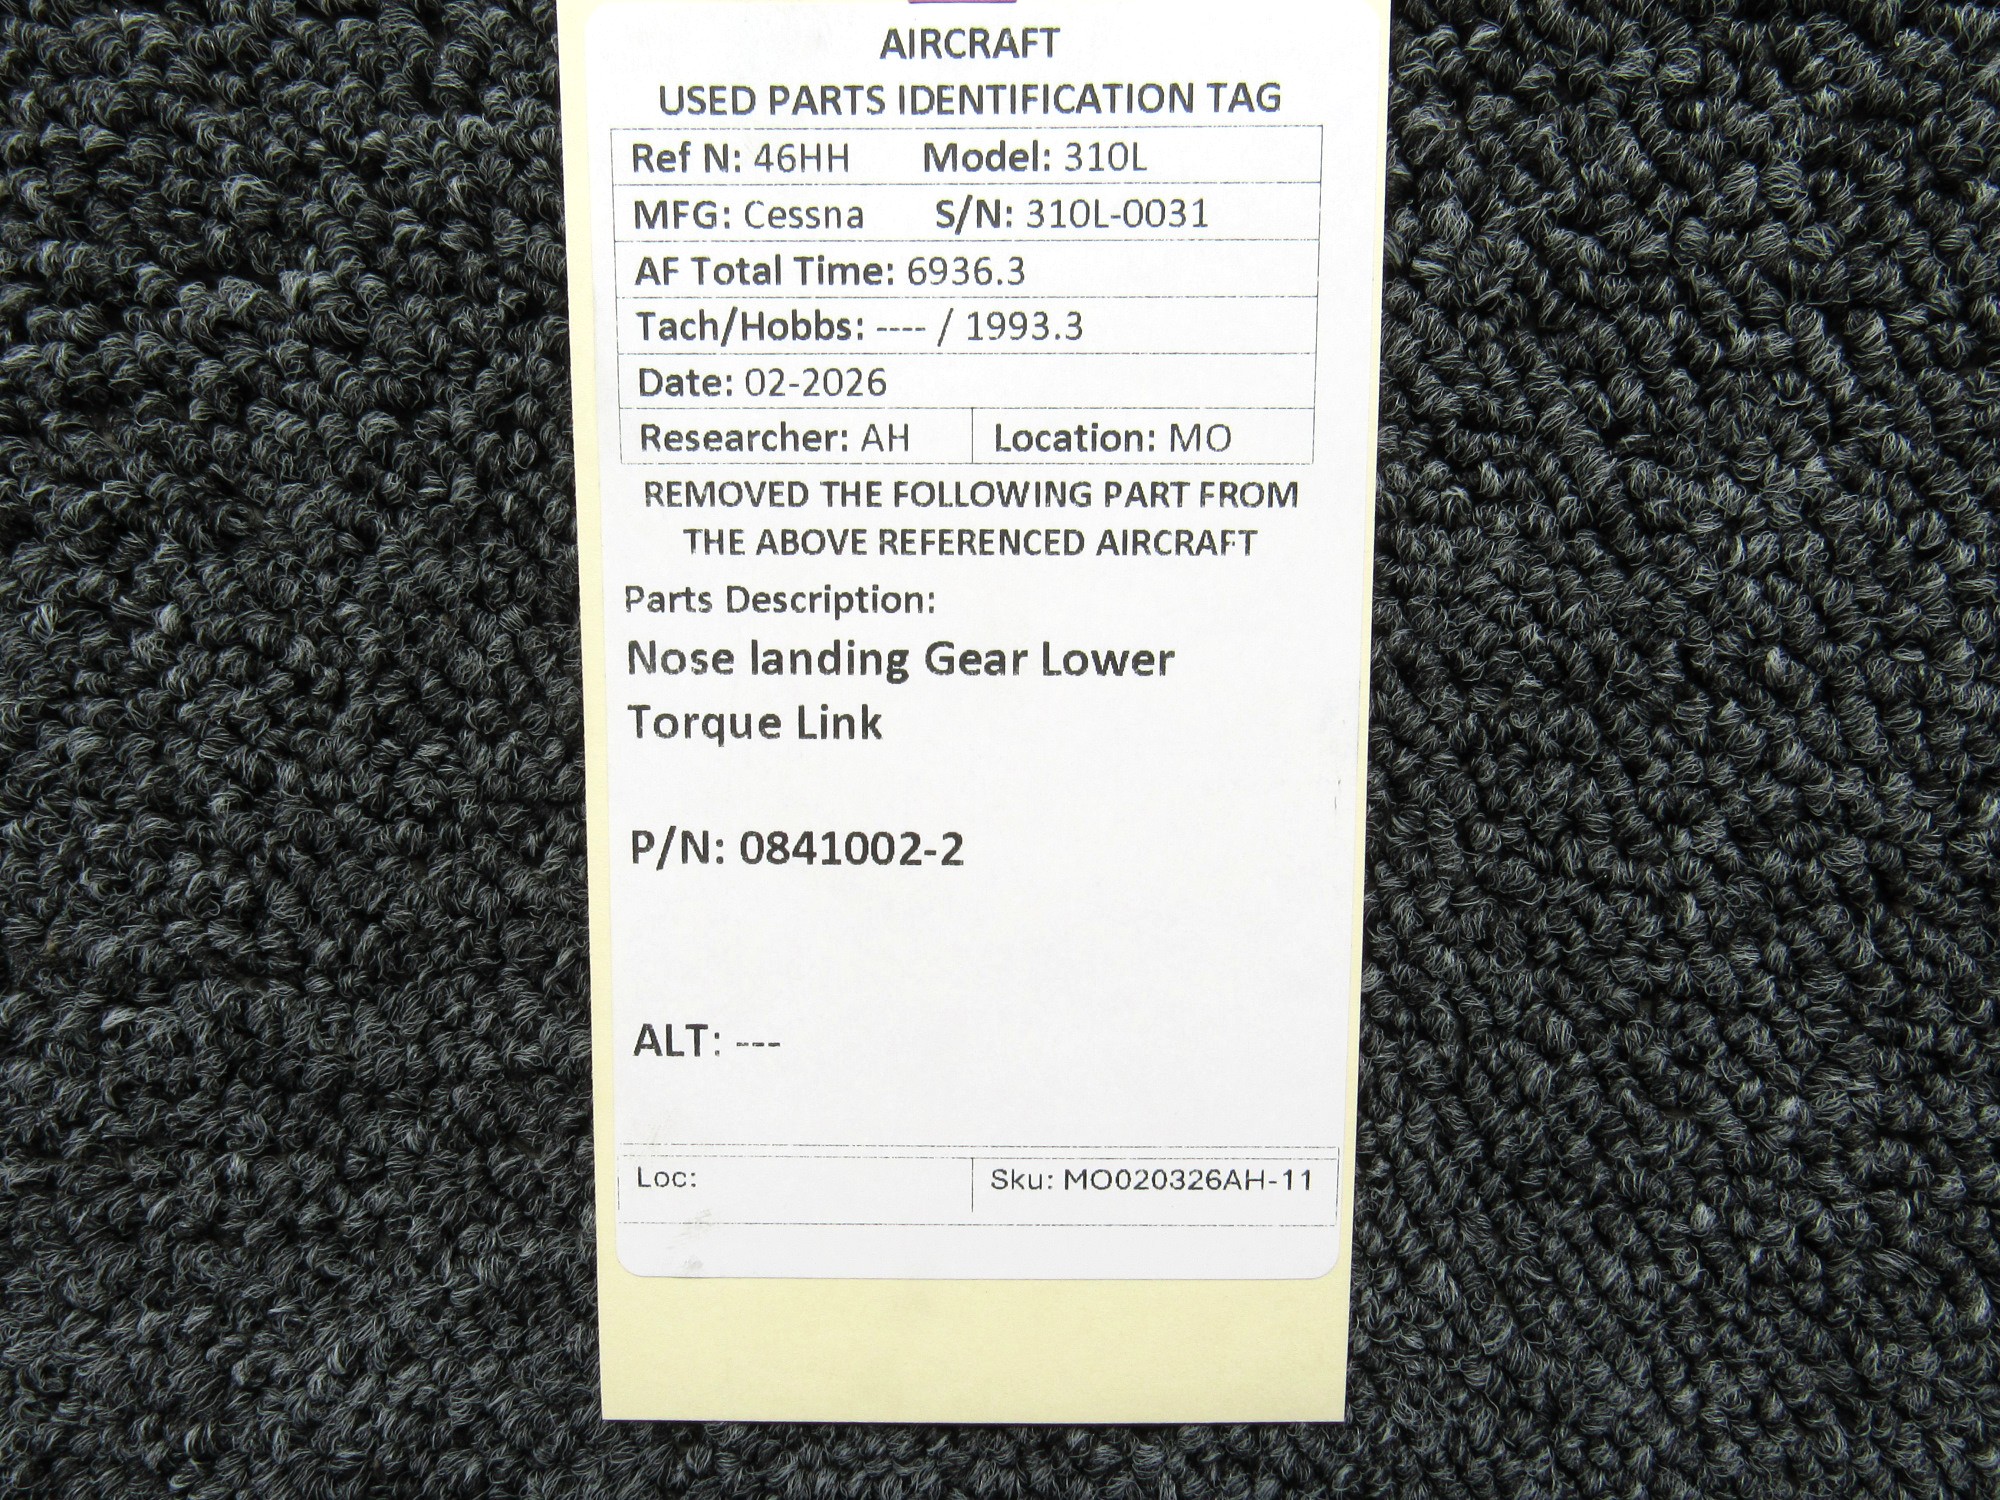 AIRCRAFT
USED PARTS IDENTIFICATION TAG
Ref N: 46HH Model: 310L
MFG: Cessna S/N: 310L-0031
AF Total Time: 6936.3
Tach/Hobbs: ---- / 1993.3
Date: 02-2026
Researcher: AH Location: MO
REMOVED THE FOLLOWING PART FROM
THE ABOVE REFERENCED AIRCRAFT
Parts Description:
Nose landing Gear Lower
Torque Link
P/N: 0841002-2
ALT: ---
Loc: Sku: MO020326AH-11